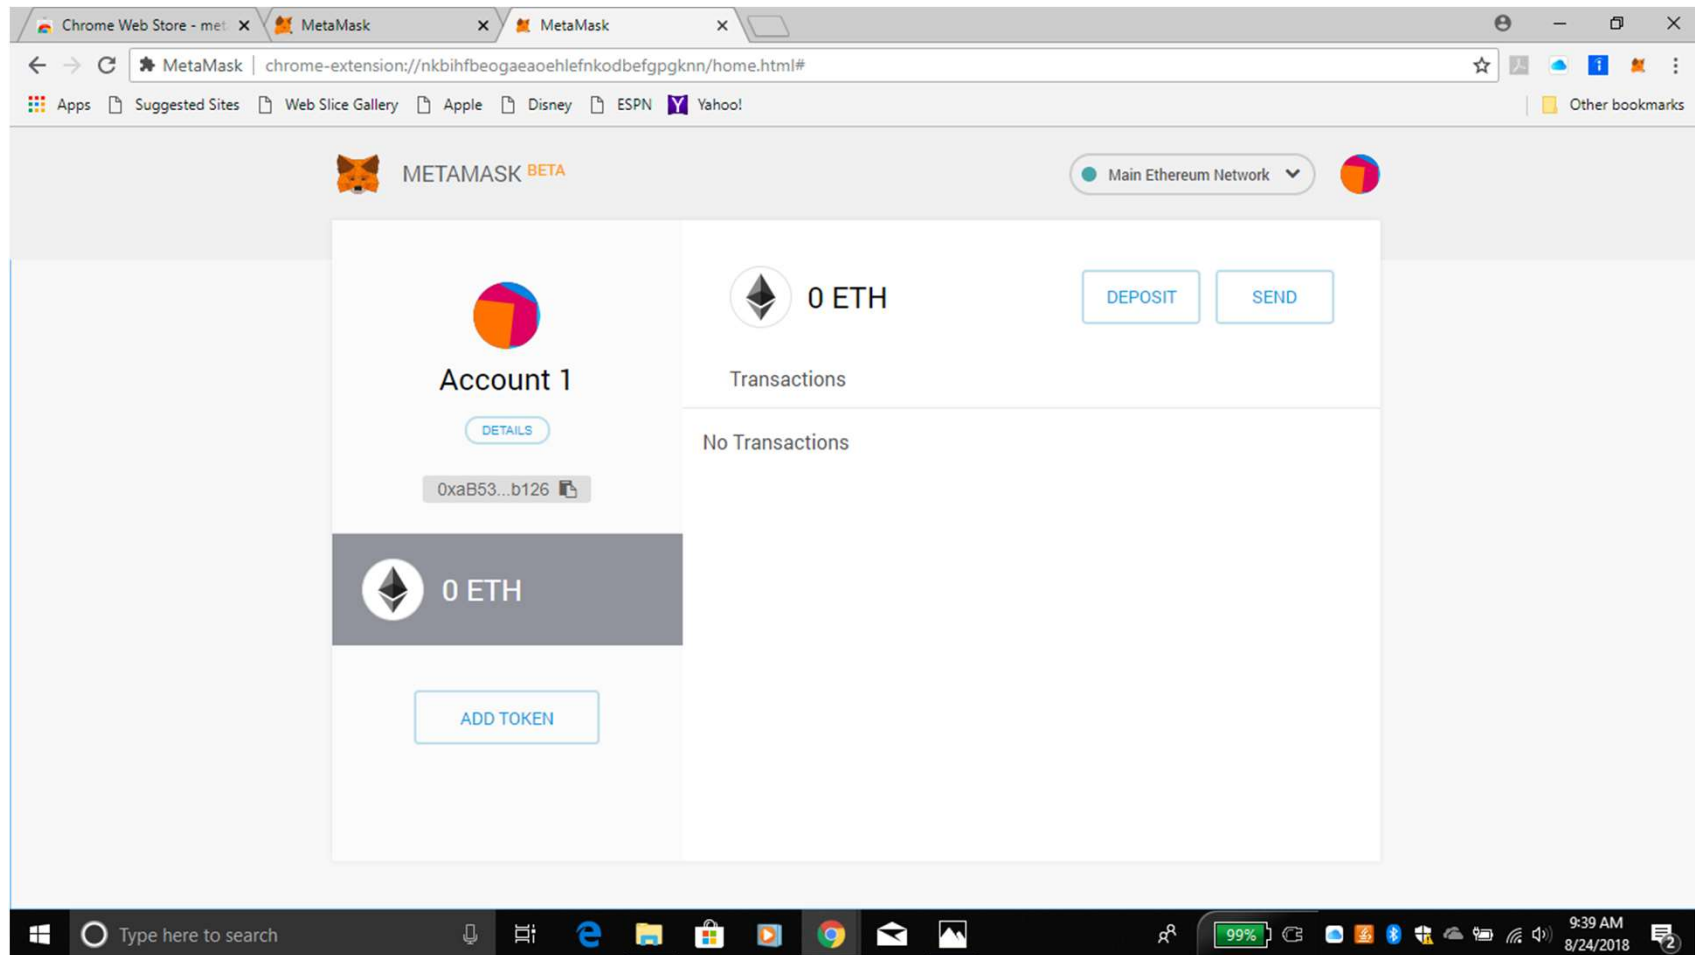 Chrome Web Store - met
MetaMask
MetaMask
MetaMask
chrome-extension://nkbihfbeogaeaoehlefnkodbefgpgknn/home.html#
Apps
Suggested Sites
Web Slice Gallery
Apple
Disney
ESPN
Yahoo!
Other bookmarks
METAMASK BETA
Main Ethereum Network
Account 1
DETAILS
0xaB53...b126
0 ETH
ADD TOKEN
0 ETH
DEPOSIT
SEND
Transactions
No Transactions
Type here to search
99%
9:39 AM
8/24/2018
2